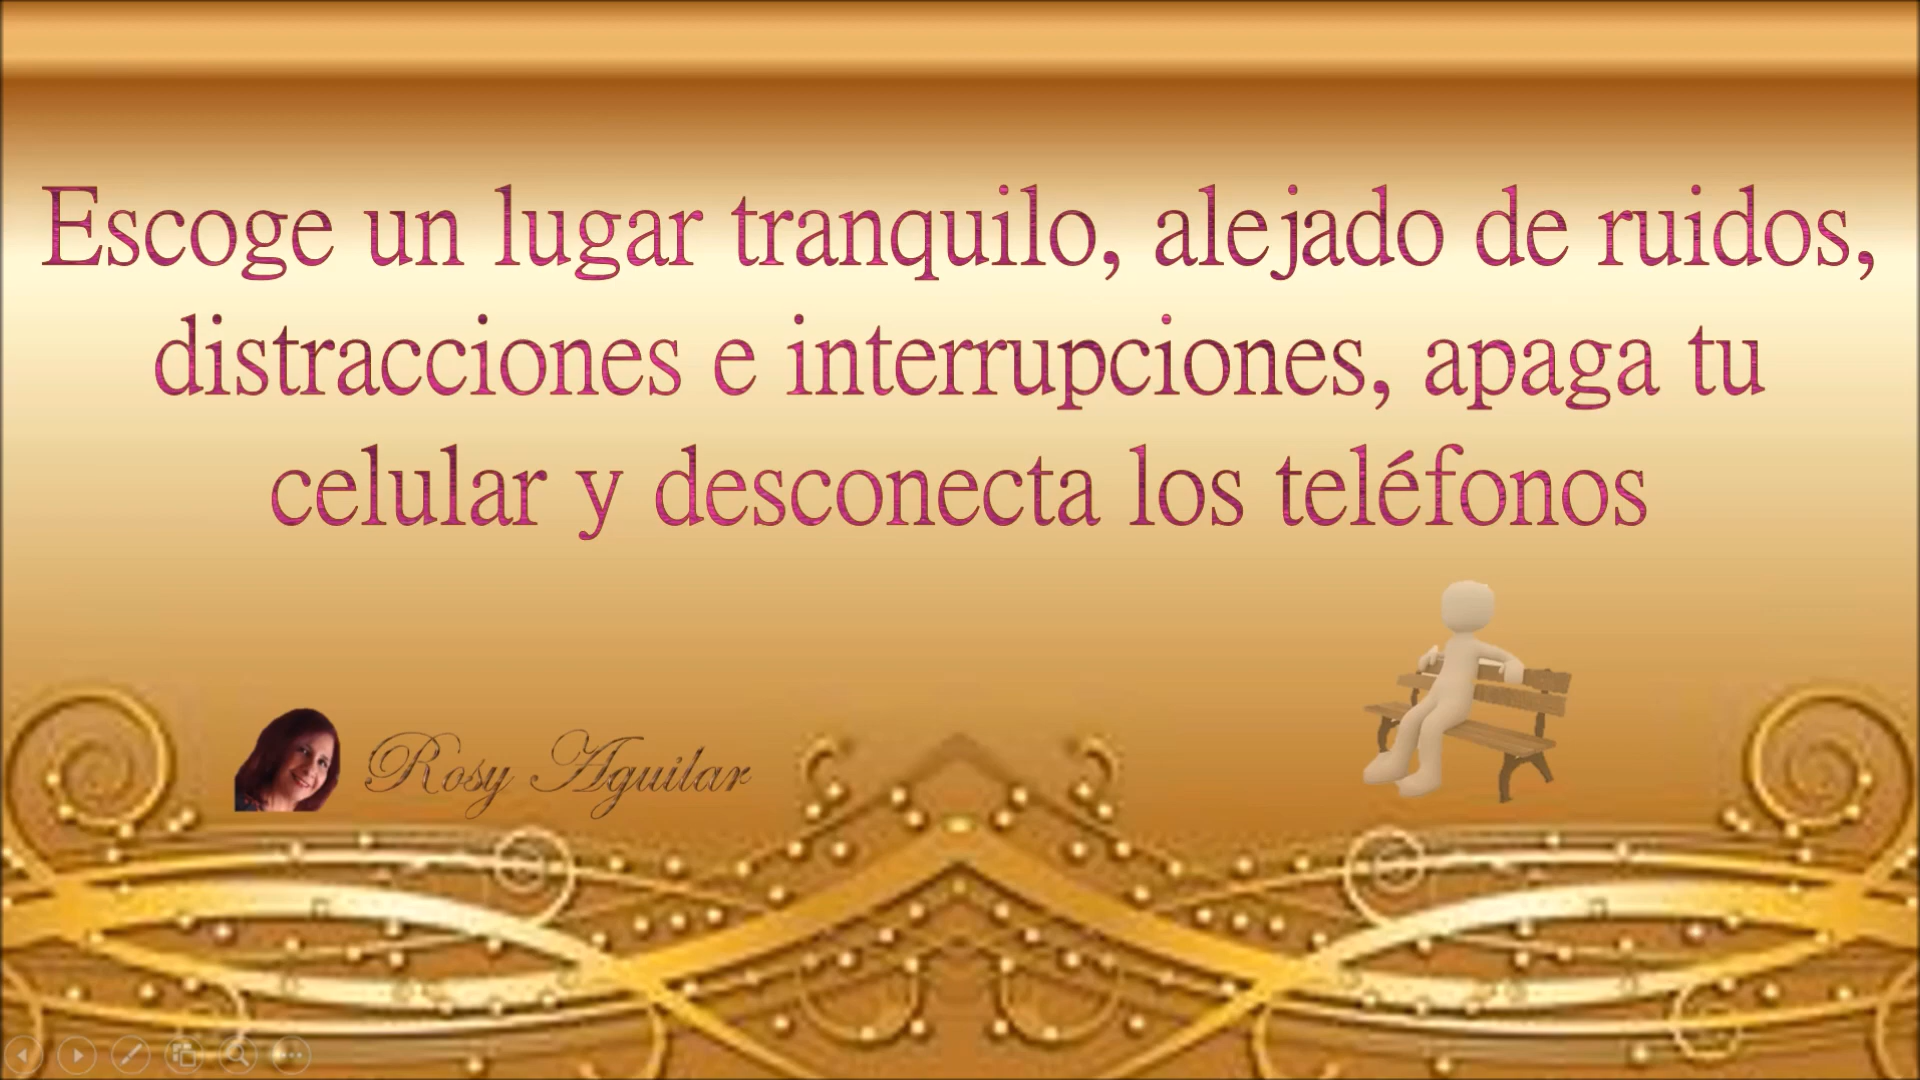 Escoge un lugar tranquilo, alejado de ruidos,
distracciones e interrupciones, apaga tu
celular y desconecta los teléfonos
Rosy Aguilar